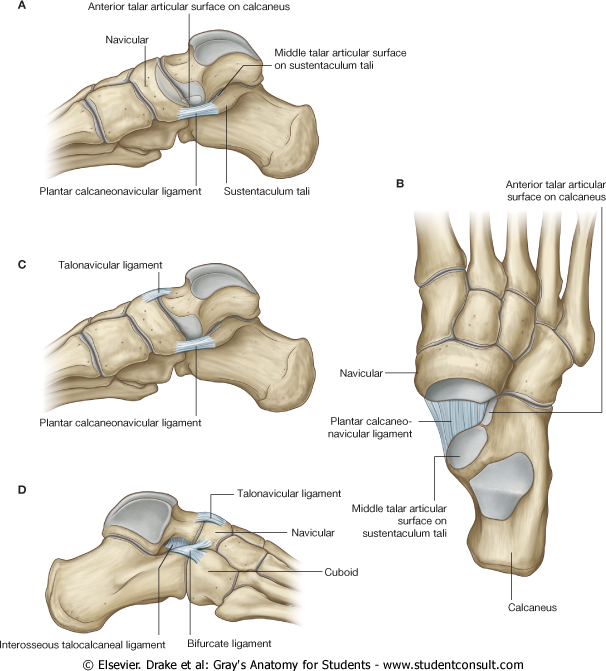 A
Anterior talar articular surface on calcaneus
Navicular
Middle talar articular surface
on sustentaculum tali
Plantar calcaneonavicular ligament
Sustentaculum tali
B
Anterior talar articular
surface on calcaneus
Navicular
Plantar calcaneo-
navicular ligament
Middle talar articular
surface on
sustentaculum tali
Calcaneus
C
Talonavicular ligament
Plantar calcaneonavicular ligament
D
Talonavicular ligament
Navicular
Cuboid
Interosseous talocalcaneal ligament
Bifurcate ligament
© Elsevier. Drake et al: Gray's Anatomy for Students - www.studentconsult.com